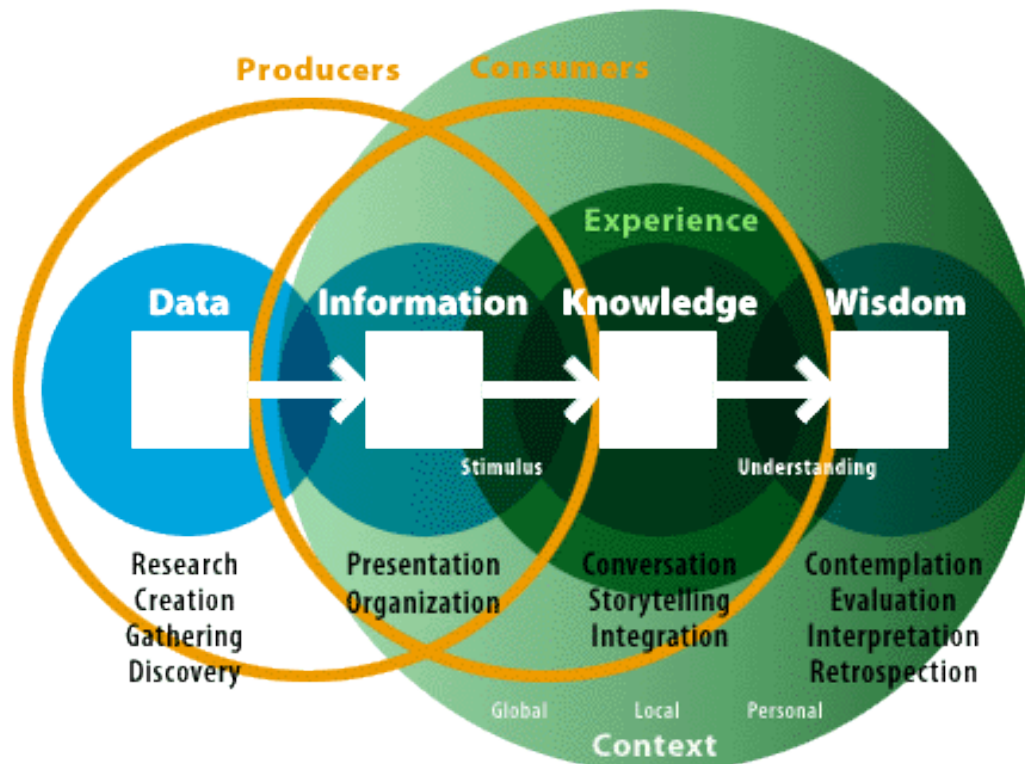 Producers
Consumers
Experience
Data
Information
Knowledge
Wisdom
Stimulus
Understanding
Research
Creation
Gathering
Discovery
Presentation
Organization
Conversation
Storytelling
Integration
Contemplation
Evaluation
Interpretation
Retrospection
Global
Local
Personal
Context